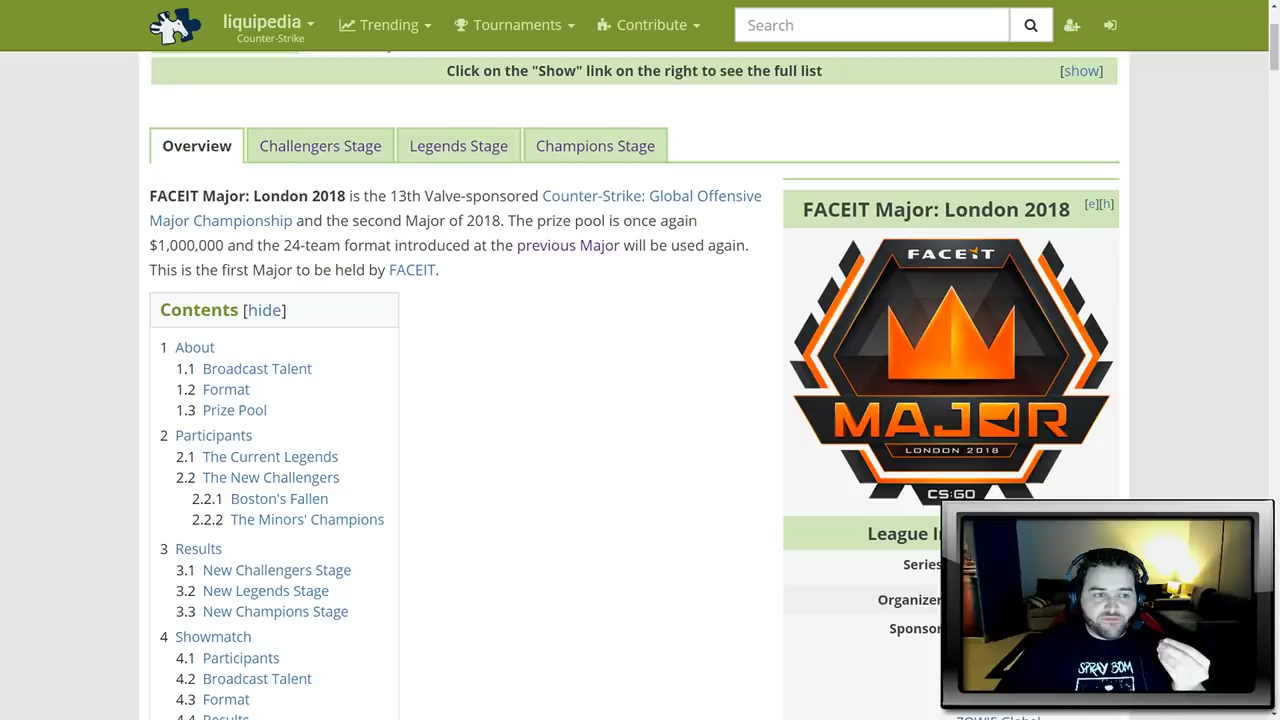 liquipedia
Counter-Strike
Trending
Tournaments
Contribute
Search
Click on the "Show" link on the right to see the full list
[show]
Overview
Challengers Stage
Legends Stage
Champions Stage
FACEIT Major: London 2018 is the 13th Valve-sponsored Counter-Strike: Global Offensive
Major Championship and the second Major of 2018. The prize pool is once again
$1,000,000 and the 24-team format introduced at the previous Major will be used again.
This is the first Major to be held by FACEIT.
Contents [hide]
1 About
1.1 Broadcast Talent
1.2 Format
1.3 Prize Pool
2 Participants
2.1 The Current Legends
2.2 The New Challengers
2.2.1 Boston's Fallen
2.2.2 The Minors' Champions
3 Results
3.1 New Challengers Stage
3.2 New Legends Stage
3.3 New Champions Stage
4 Showmatch
4.1 Participants
4.2 Broadcast Talent
4.3 Format
4.4 Results
FACEIT Major: London 2018
[e][h]
FACEIT
MAJOR
LONDON 2018
CS:GO
League
Series
Organizer
Sponsor
ZOWIE Global
SPRAY